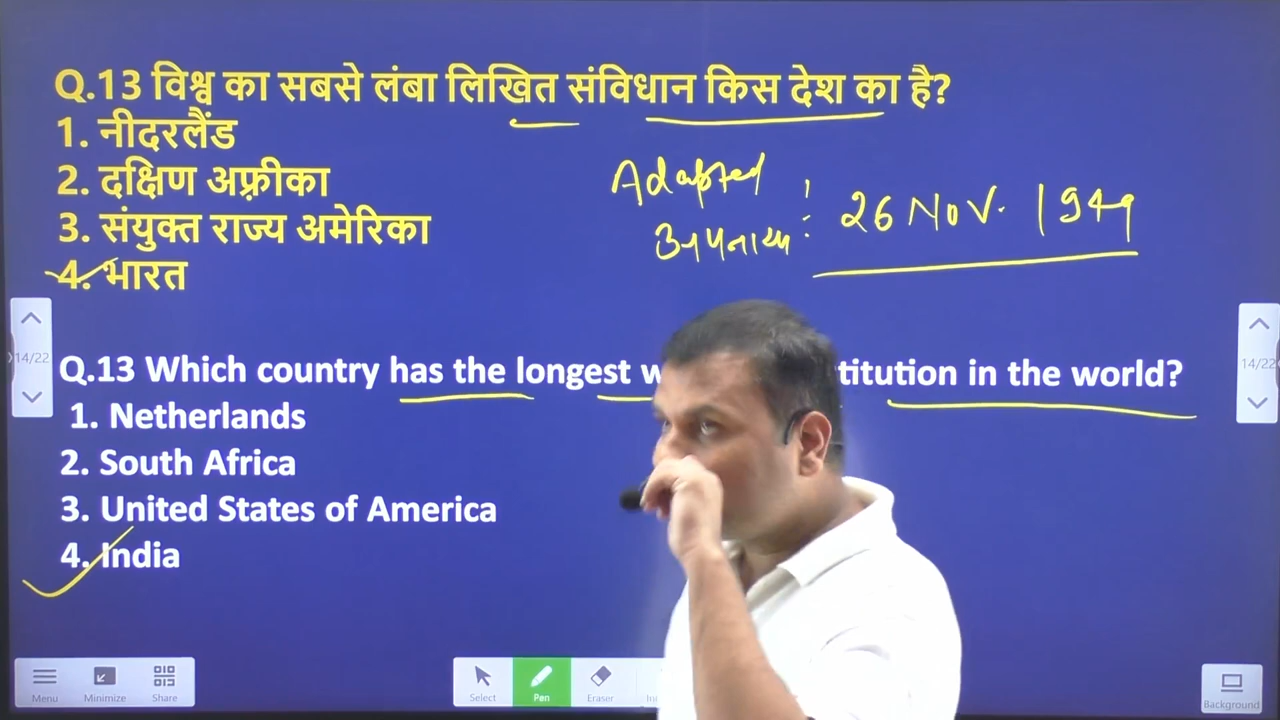 Q.13 विश्व का सबसे लंबा लिखित संविधान किस देश का है?
1. नीदरलैंड
2. दक्षिण अफ़्रीका
3. संयुक्त राज्य अमेरिका
4. भारत
Adapted
अपनाया : 26 Nov. 1949
14/22
14/22
Q.13 Which country has the longest w titution in the world?
1. Netherlands
2. South Africa
3. United States of America
4. India
Menu Minimize Share Select Pen Eraser Background